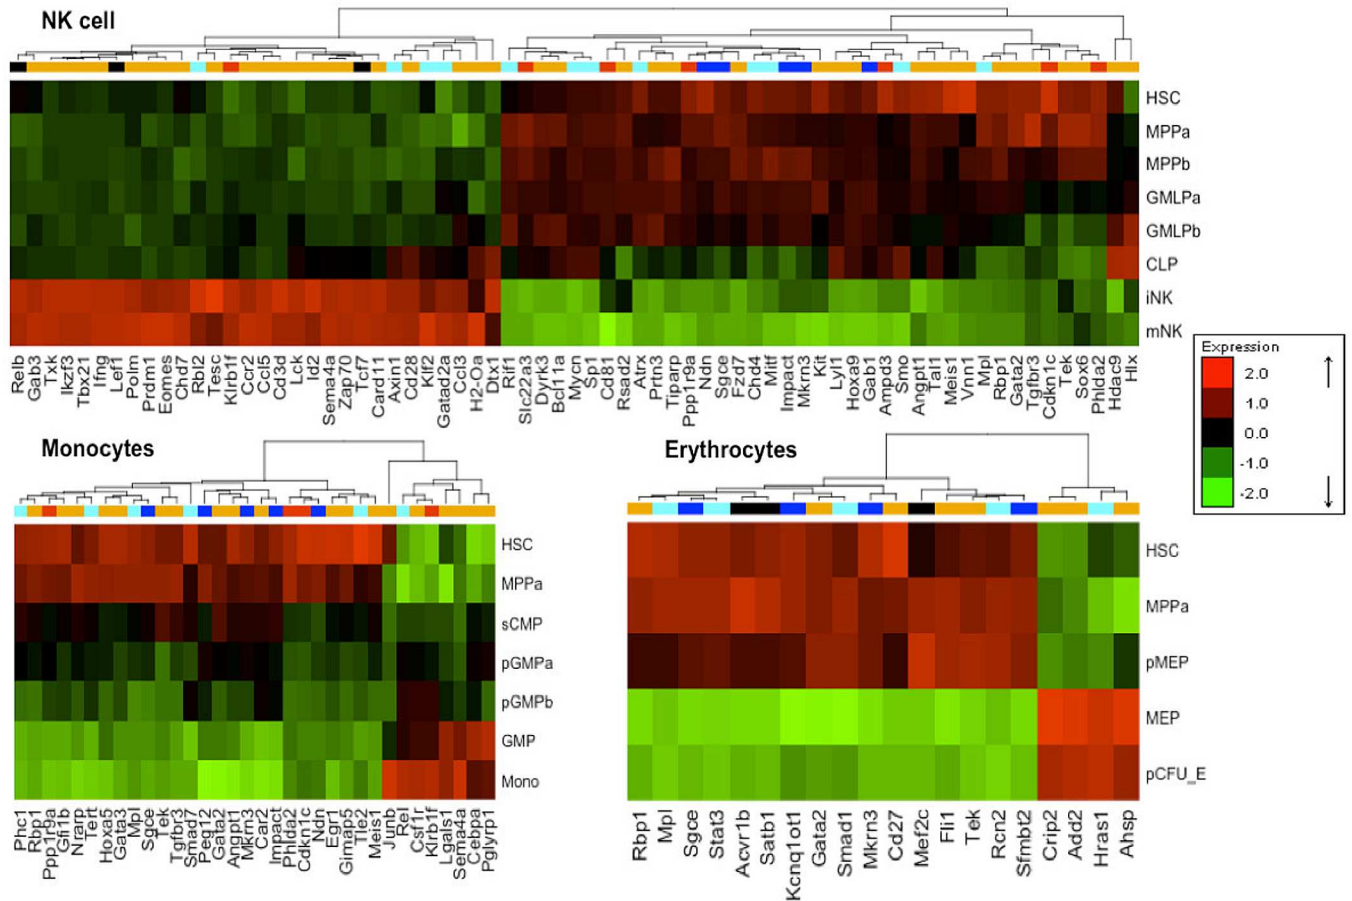 NK cell
HSC
MPPa
MPPb
GMLPa
GMLPb
CLP
iNK
mNK
Relb Gab3 Txk Ikzf3 Tbx21 Ifng Lef1 Polm Prdm1 Eomes Chd7 Rbl2 Tesc Klrb1f Ccr2 Ccl5 Cd3d Lck Id2 Sema4a Zap70 Tcf7 Card11 Axin1 Cd28 Klf2 Gatad2a Ccl3 H2-Oa Dtx1 Rif1 Slc22a3 Dyrk3 Bcl11a Mycn Sp1 Cd81 Rsad2 Atrx Prtn3 Tiparp Ppp1r9a Ndn Sgce Fzd7 Chd4 Mitf Impact Mkrn3 Kit Lyl1 Hoxa9 Gab1 Ampd3 Smo Angpt1 Tal1 Meis1 Vnn1 Mpl Rbp1 Gata2 Tgfbr3 Cdkn1c Tek Sox6 Phlda2 Hdac9 Hlx
Expression
2.0
1.0
0.0
-1.0
-2.0
Monocytes
HSC
MPPa
sCMP
pGMPa
pGMPb
GMP
Mono
Phc1 Rbp1 Ppp1r9a Gfi1b Nrarp Tert Hoxa5 Gata3 Mpl Sgce Tek Tgfbr3 Smad7 Peg12 Gata2 Angpt1 Mkrn3 Car2 Impact Phlda2 Cdkn1c Ndn Egr1 Gimap5 Tle2 Meis1 Junb Rel Csf1r Klrb1f Lgals1 Sema4a Cebpa Pglyrp1
Erythrocytes
HSC
MPPa
pMEP
MEP
pCFU_E
Rbp1 Mpl Sgce Stat3 Acvr1b Satb1 Kcnq1ot1 Gata2 Smad1 Mkrn3 Cd27 Mef2c Fli1 Tek Rcn2 Sfmbt2 Crip2 Add2 Hras1 Ahsp